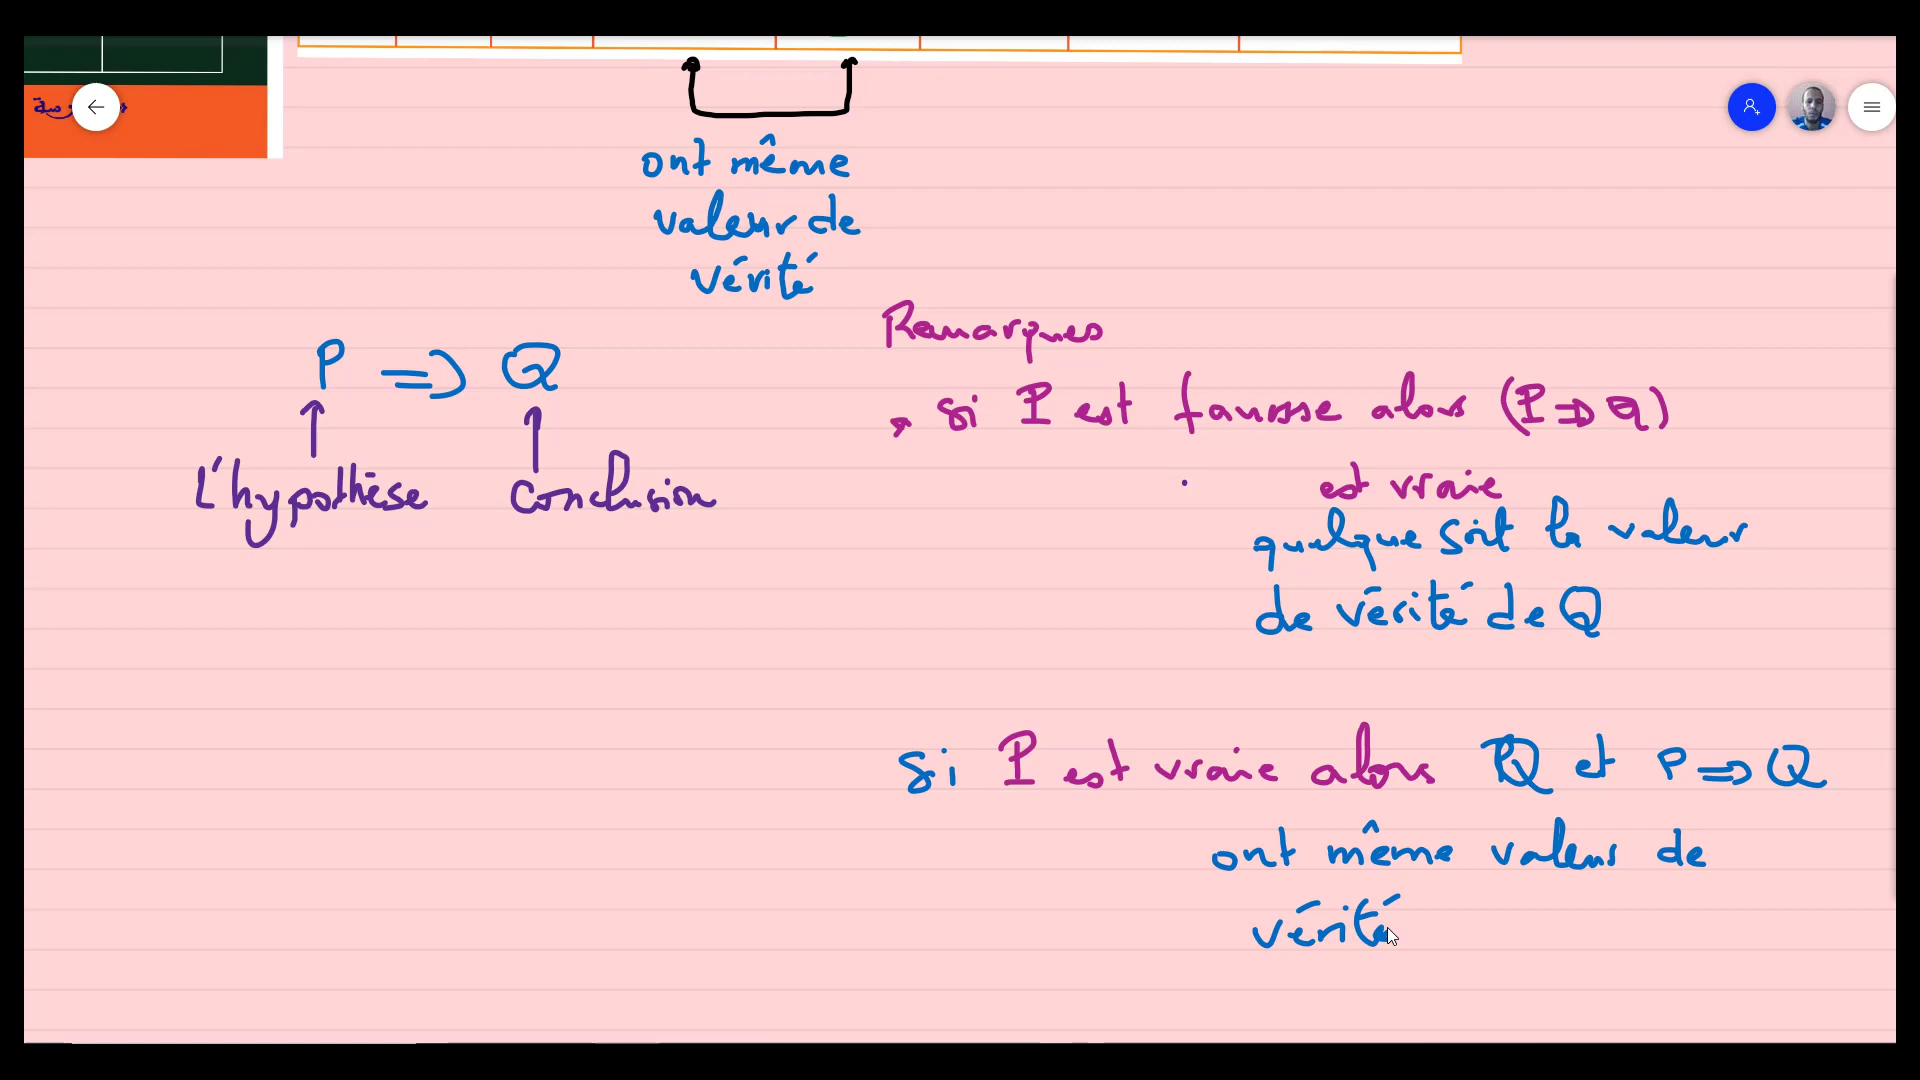 ont même
valeur de
vérité
P => Q
L'hypothèse
Conclusion
Remarques
si P est fausse alors (P => Q)
est vraie
quelque soit la valeur
de vérité de Q
si P est vraie alors Q et P => Q
ont même valeur de
vérité